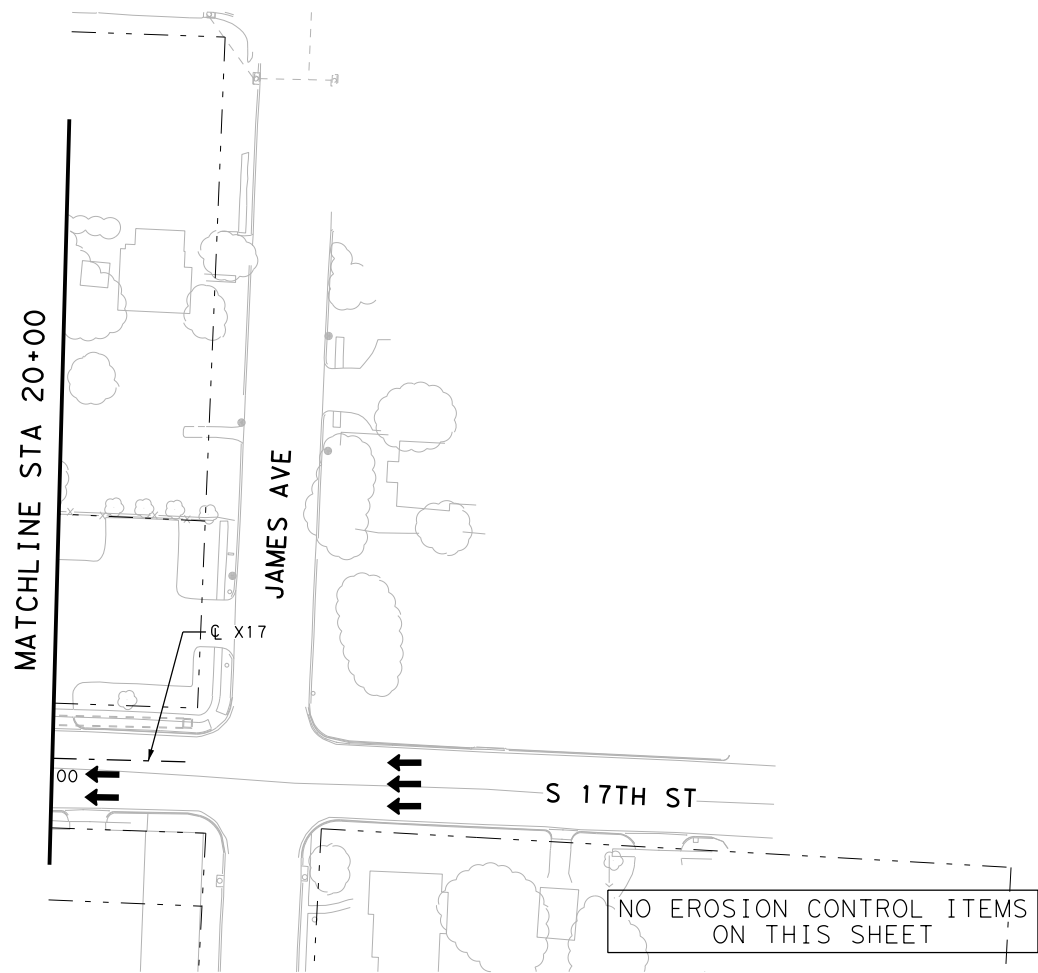 MATCHLINE STA 20+00
JAMES AVE
℄ X17
00
S 17TH ST
NO EROSION CONTROL ITEMS
ON THIS SHEET